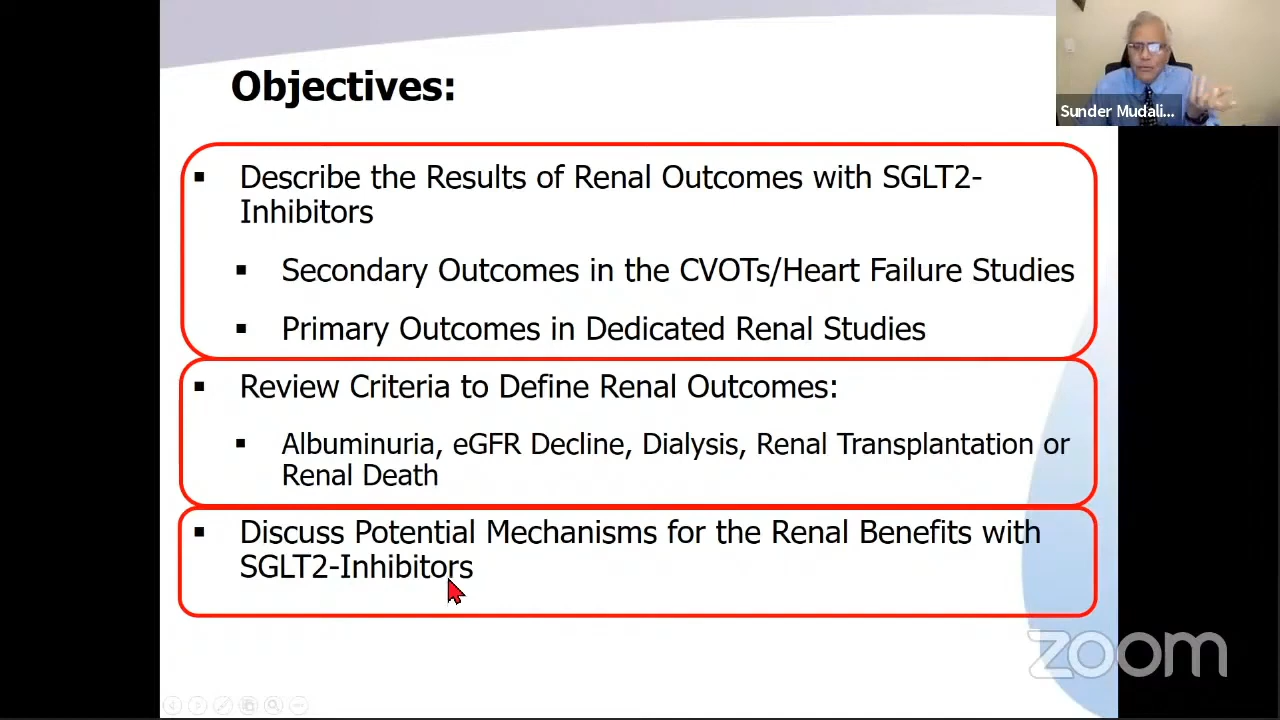 Objectives:
Sunder Mudali...
Describe the Results of Renal Outcomes with SGLT2-
Inhibitors
Secondary Outcomes in the CVOTs/Heart Failure Studies
Primary Outcomes in Dedicated Renal Studies
Review Criteria to Define Renal Outcomes:
Albuminuria, eGFR Decline, Dialysis, Renal Transplantation or
Renal Death
Discuss Potential Mechanisms for the Renal Benefits with
SGLT2-Inhibitors
zoom